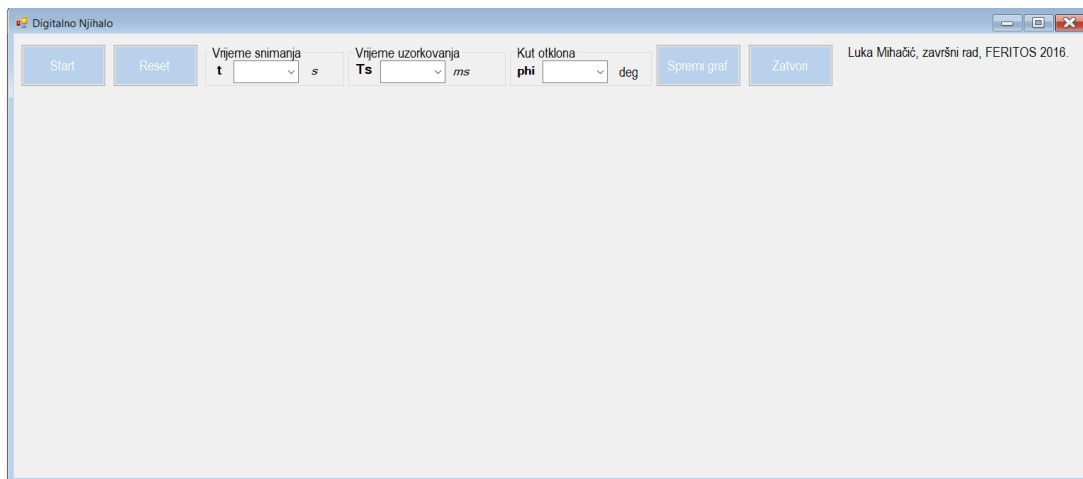 Digitalno Njihalo
Start
Reset
Vrijeme snimanja
t s
Vrijeme uzorkovanja
Ts ms
Kut otklona
phi deg
Spremi graf
Zatvori
Luka Mihačić, završni rad, FERITOS 2016.